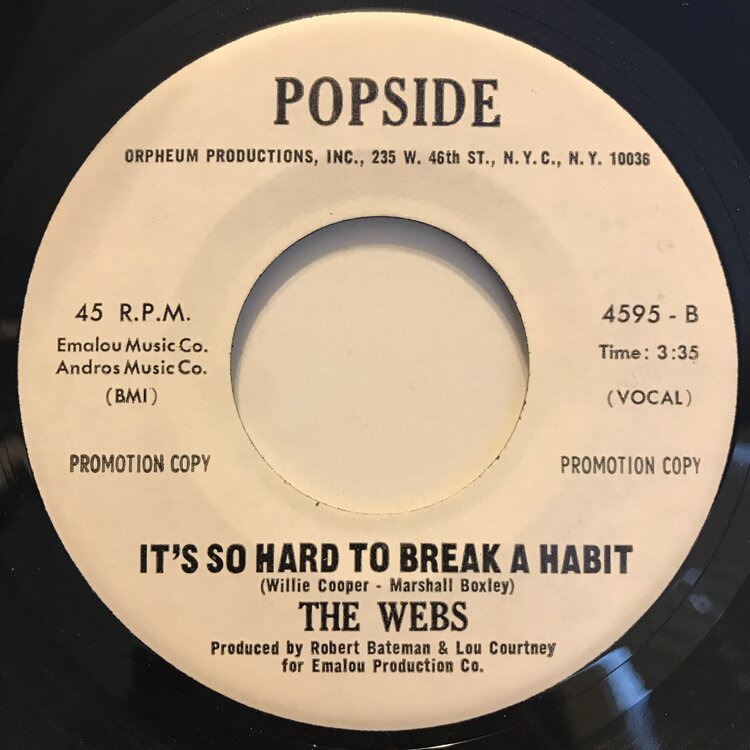 POPSIDE
ORPHEUM PRODUCTIONS, INC., 235 W. 46th ST., N.Y.C., N.Y. 10036
45 R.P.M.
Emalou Music Co.
Andros Music Co.
(BMI)
4595 - B
Time: 3:35
(VOCAL)
PROMOTION COPY
PROMOTION COPY
IT'S SO HARD TO BREAK A HABIT
(Willie Cooper - Marshall Boxley)
THE WEBS
Produced by Robert Bateman & Lou Courtney
for Emalou Production Co.